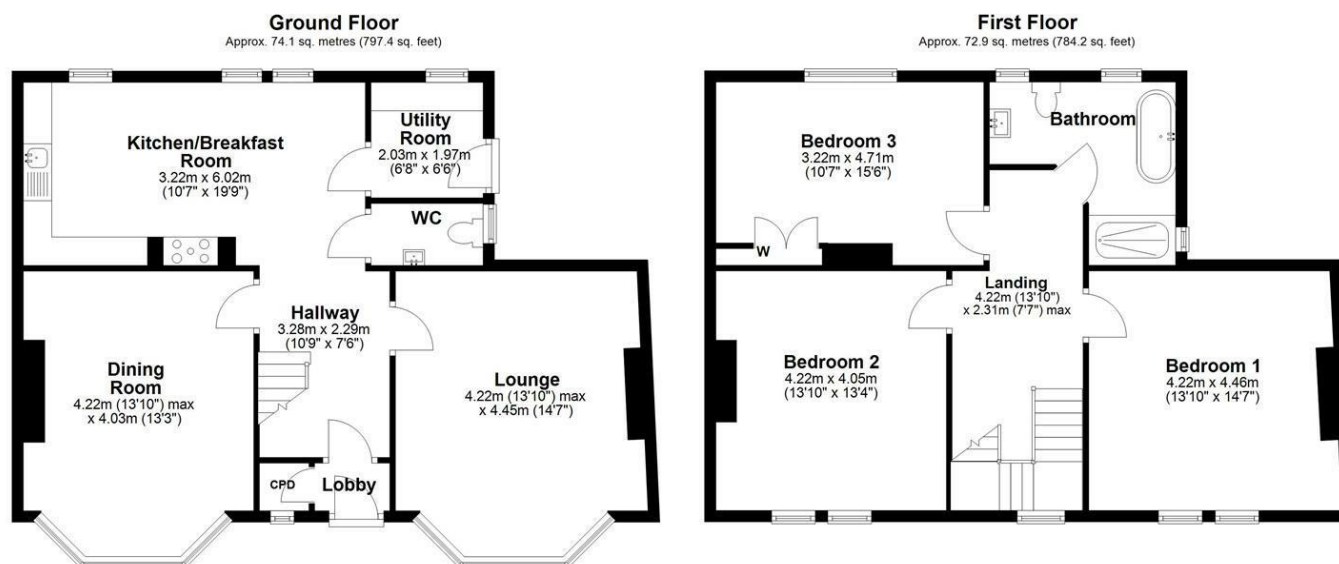 Ground Floor
Approx. 74.1 sq. metres (797.4 sq. feet)
Kitchen/Breakfast
Room
3.22m x 6.02m
(10'7" x 19'9")
Utility
Room
2.03m x 1.97m
(6'8" x 6'6")
WC
Hallway
3.28m x 2.29m
(10'9" x 7'6")
Dining
Room
4.22m (13'10") max
x 4.03m (13'3")
Lounge
4.22m (13'10") max
x 4.45m (14'7")
CPD
Lobby
First Floor
Approx. 72.9 sq. metres (784.2 sq. feet)
Bedroom 3
3.22m x 4.71m
(10'7" x 15'6")
Bathroom
W
Landing
4.22m (13'10")
x 2.31m (7'7") max
Bedroom 2
4.22m x 4.05m
(13'10" x 13'4")
Bedroom 1
4.22m x 4.46m
(13'10" x 14'7")